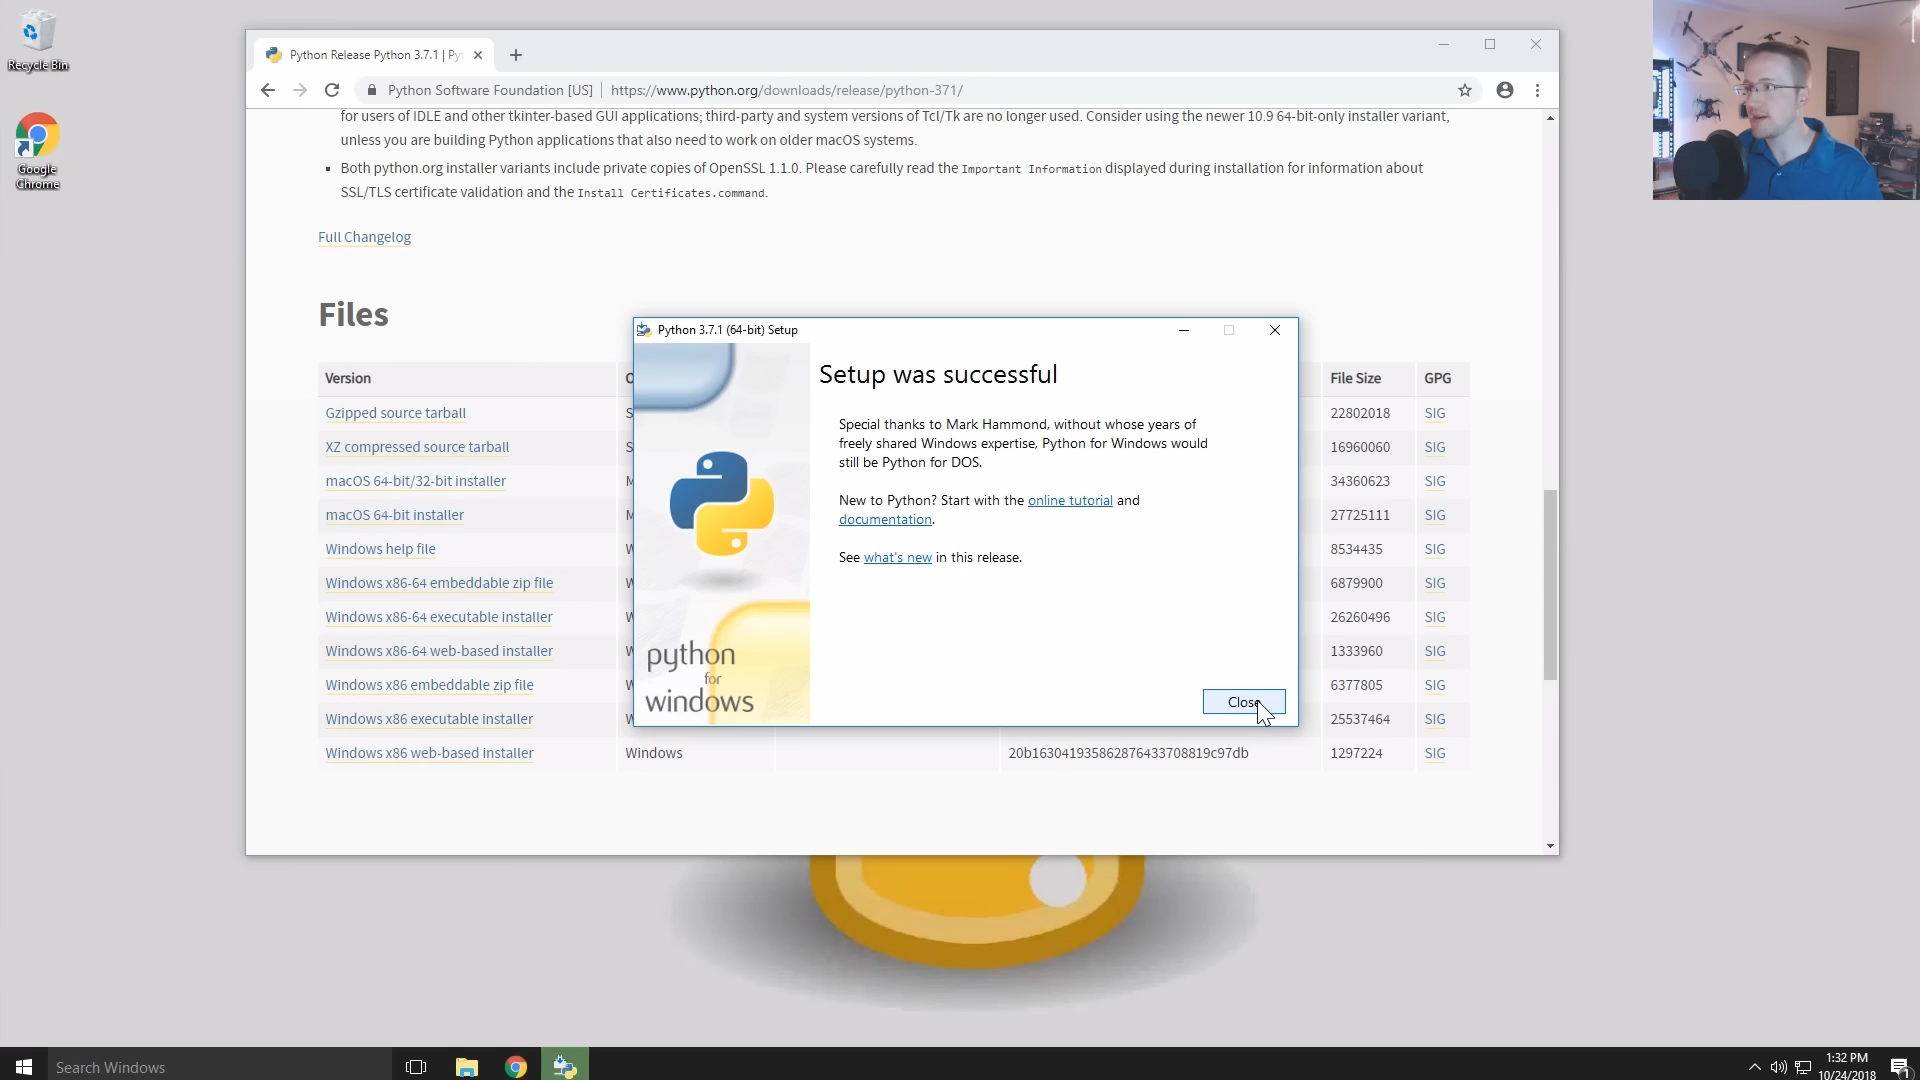 Recycle Bin
Google
Chrome
Python Release Python 3.7.1 | Pyt
Python Software Foundation [US] | https://www.python.org/downloads/release/python-371/
for users of IDLE and other tkinter-based GUI applications; third-party and system versions of Tcl/Tk are no longer used. Consider using the newer 10.9 64-bit-only installer variant,
unless you are building Python applications that also need to work on older macOS systems.
Both python.org installer variants include private copies of OpenSSL 1.1.0. Please carefully read the Important Information displayed during installation for information about
SSL/TLS certificate validation and the Install Certificates.command.
Full Changelog
Files
Version
File Size GPG
Gzipped source tarball S 22802018 SIG
XZ compressed source tarball S 16960060 SIG
macOS 64-bit/32-bit installer M 34360623 SIG
macOS 64-bit installer M 27725111 SIG
Windows help file W 8534435 SIG
Windows x86-64 embeddable zip file W 6879900 SIG
Windows x86-64 executable installer W 26260496 SIG
Windows x86-64 web-based installer W 1333960 SIG
Windows x86 embeddable zip file W 6377805 SIG
Windows x86 executable installer W 25537464 SIG
Windows x86 web-based installer Windows 20b163041935862876433708819c97db 1297224 SIG
Python 3.7.1 (64-bit) Setup
Setup was successful
Special thanks to Mark Hammond, without whose years of
freely shared Windows expertise, Python for Windows would
still be Python for DOS.
New to Python? Start with the online tutorial and
documentation.
See what's new in this release.
python
for
windows
Close
Search Windows
1:32 PM
10/24/2018
1